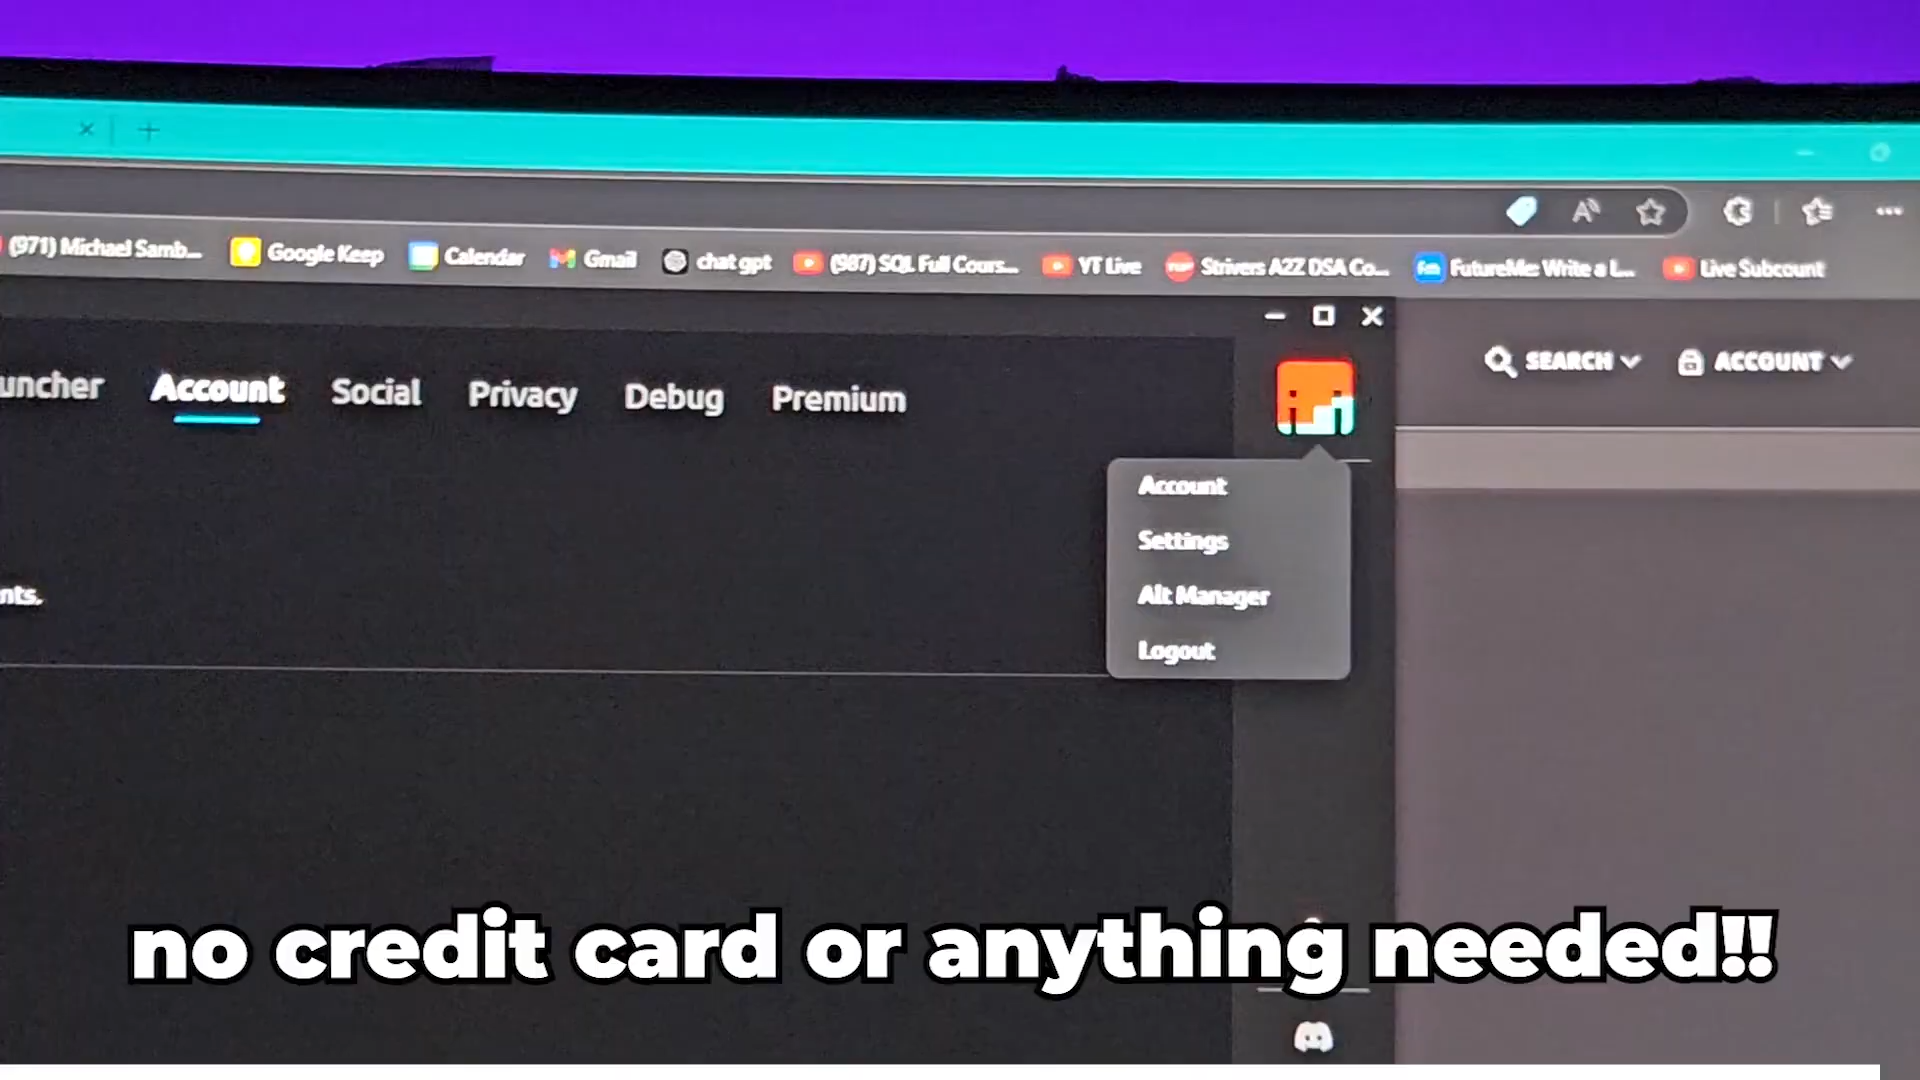 (971) Michael Samb... Google Keep Calendar Gmail chat gpt (987) SQL Full Cours... YT Live Strivers A2Z DSA Co... Fm FutureMe: Write a L... Live Subcount
SEARCH ACCOUNT
uncher Account Social Privacy Debug Premium
Account
Settings
Alt Manager
Logout
nts.
no credit card or anything needed!!